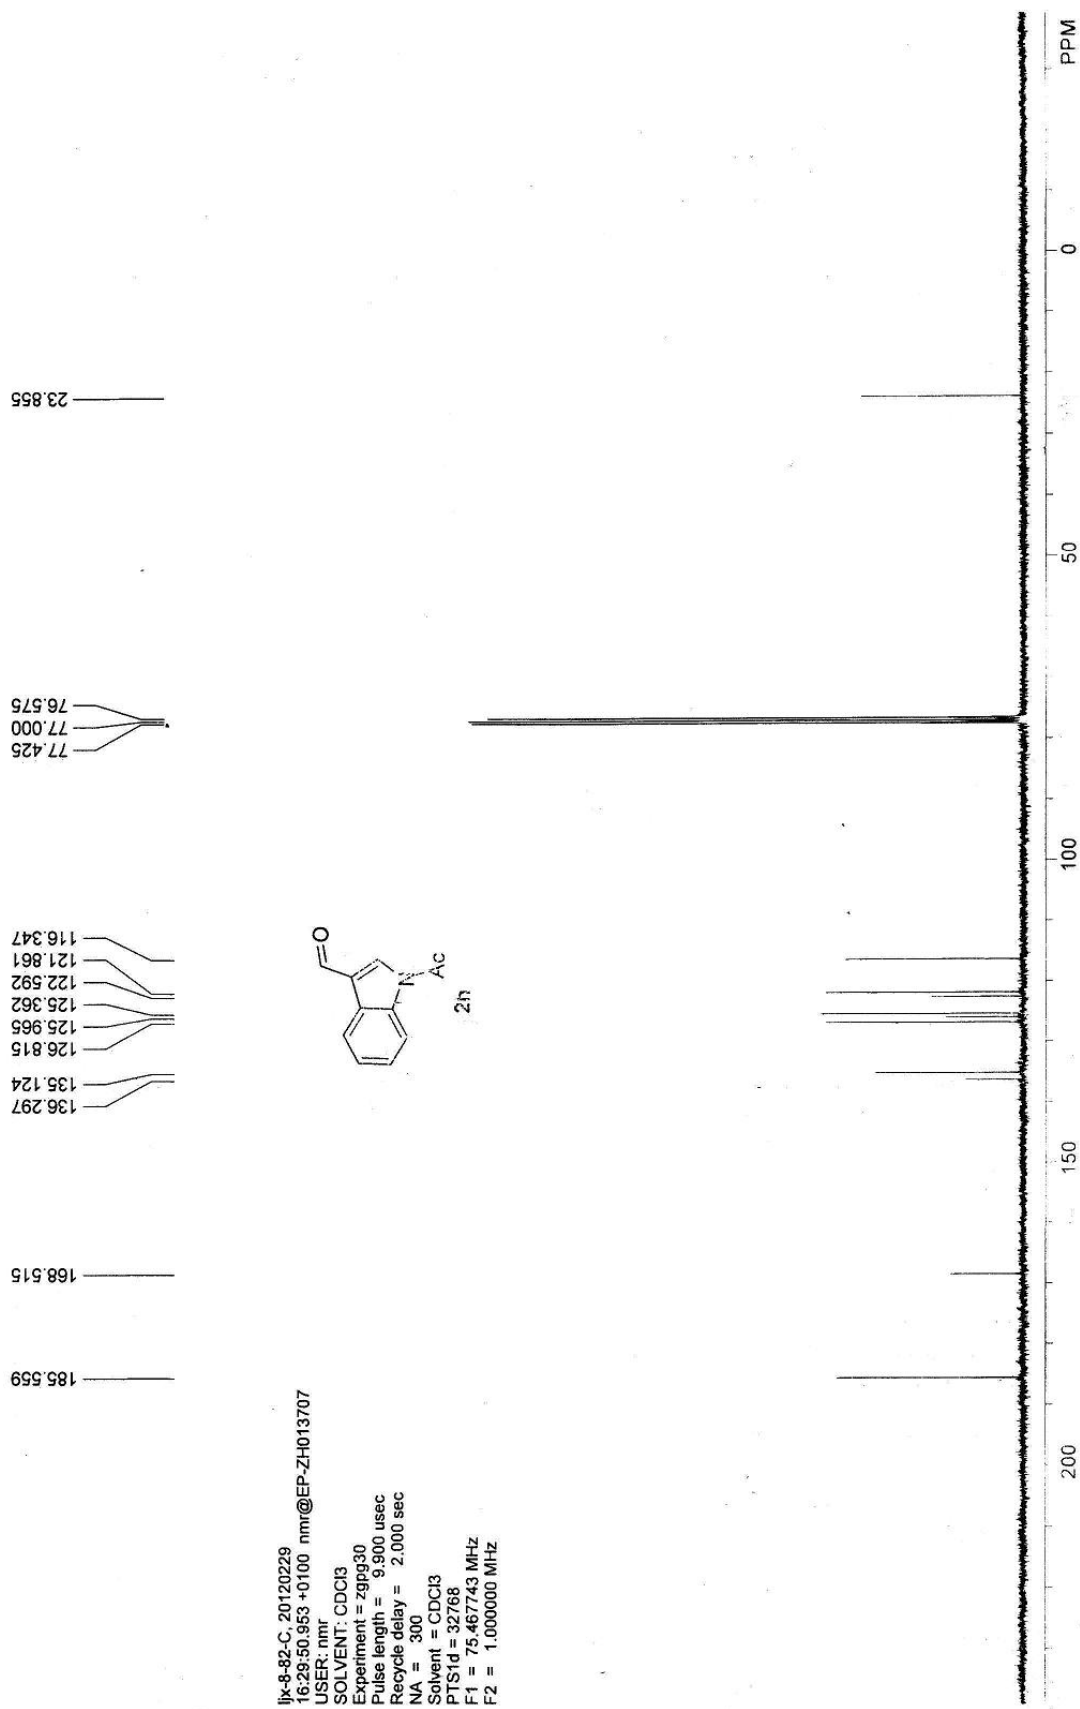 185.559
168.515
136.297
135.124
126.815
125.965
125.362
122.592
121.861
116.347
77.425
77.000
76.575
23.855
O
N
Ac
2h
ljx-8-82-C, 20120229
16:29:50.953 +0100 nmr@EP-ZH013707
USER: nmr
SOLVENT: CDCl3
Experiment = zgpg30
Pulse length = 9.900 usec
Recycle delay = 2.000 sec
NA = 300
Solvent = CDCl3
PTS1d = 32768
F1 = 75.467743 MHz
F2 = 1.000000 MHz
200
150
100
50
0
PPM